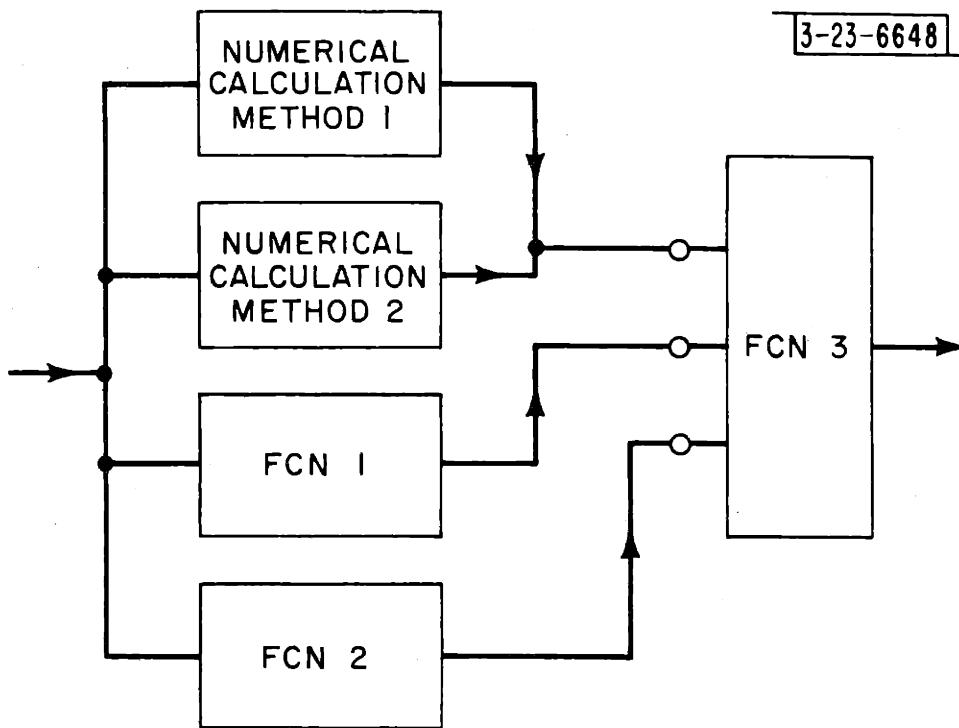 3-23-6648
NUMERICAL
CALCULATION
METHOD 1
NUMERICAL
CALCULATION
METHOD 2
FCN 1
FCN 2
FCN 3